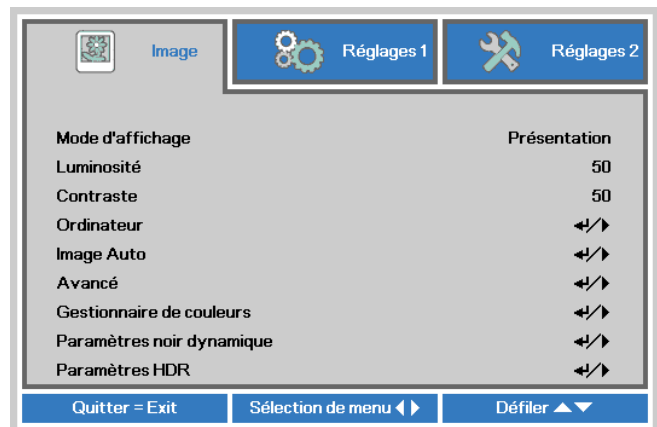 Image
Réglages 1
Réglages 2
Mode d'affichage Présentation
Luminosité 50
Contraste 50
Ordinateur ↵/▶
Image Auto ↵/▶
Avancé ↵/▶
Gestionnaire de couleurs ↵/▶
Paramètres noir dynamique ↵/▶
Paramètres HDR ↵/▶
Quitter = Exit
Sélection de menu ◀ ▶
Défiler ▲▼